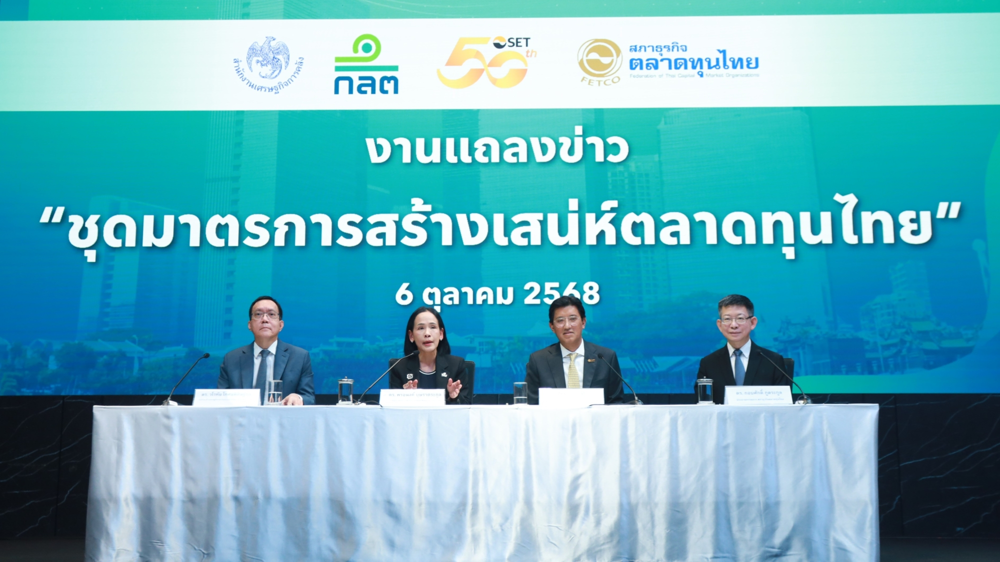 สำนักงานเศรษฐกิจการคลัง
กลต
50th
SET
FETCO
สภาธุรกิจ
ตลาดทุนไทย
Federation of Thai Capital Market Organizations
งานแถลงข่าว
“ชุดมาตรการสร้างเสน่ห์ตลาดทุนไทย”
6 ตุลาคม 2568
ดร. พรอนงค์ บุษราตระกูล
ดร. กอบศักดิ์ ภูตระกูล